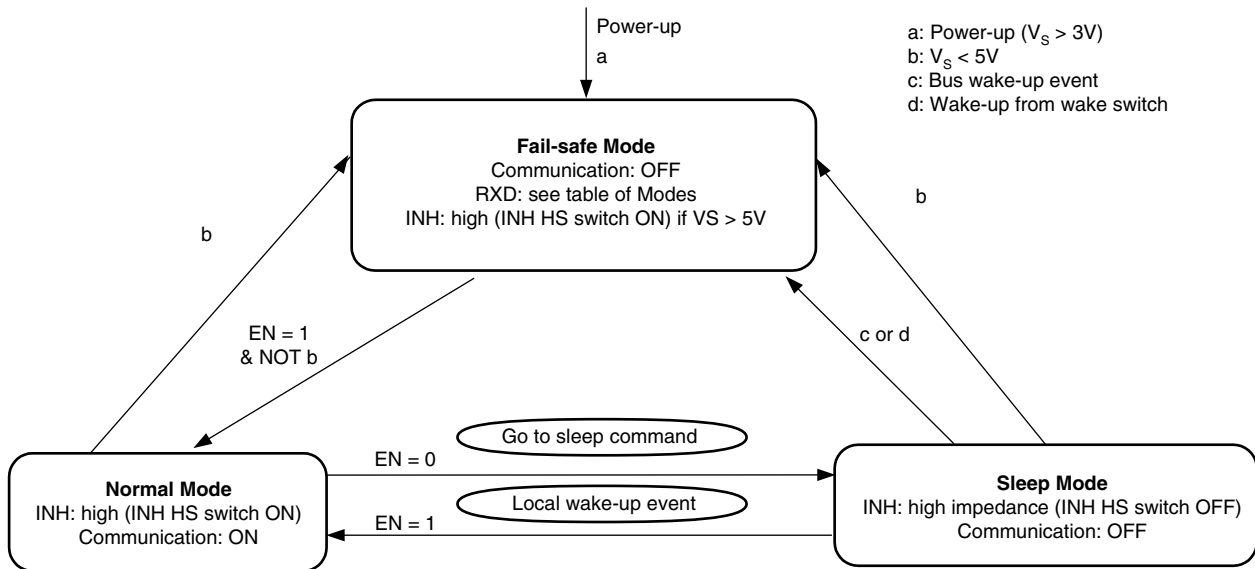 Power-up
a
a: Power-up (VS > 3V)
b: VS < 5V
c: Bus wake-up event
d: Wake-up from wake switch
Fail-safe Mode
Communication: OFF
RXD: see table of Modes
INH: high (INH HS switch ON) if VS > 5V
b
b
EN = 1
& NOT b
c or d
Go to sleep command
EN = 0
Normal Mode
INH: high (INH HS switch ON)
Communication: ON
Local wake-up event
EN = 1
Sleep Mode
INH: high impedance (INH HS switch OFF)
Communication: OFF